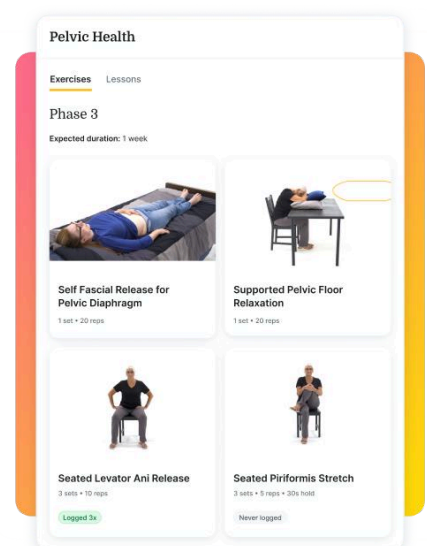 Pelvic Health
Exercises Lessons
Phase 3
Expected duration: 1 week
Self Fascial Release for
Pelvic Diaphragm
1 set • 20 reps
Supported Pelvic Floor
Relaxation
1 set • 20 reps
Seated Levator Ani Release
3 sets • 10 reps
Logged 3x
Seated Piriformis Stretch
3 sets • 5 reps • 30s hold
Never logged